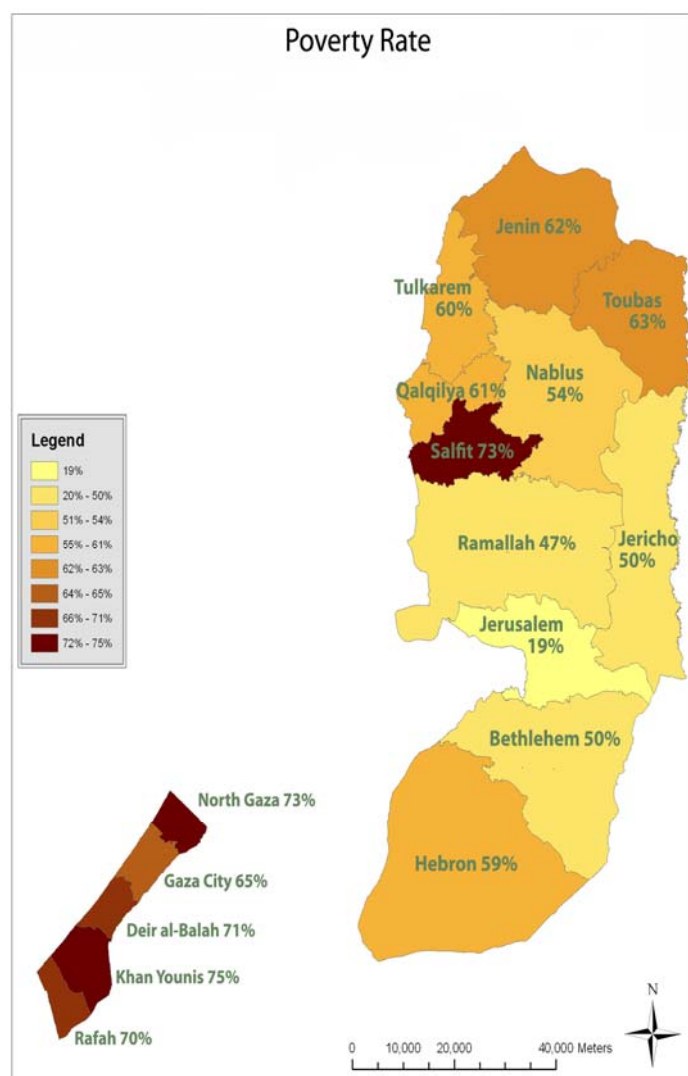 Poverty Rate
Jenin 62%
Tulkarem
60%
Toubas
63%
Nablus
54%
Qalqilya 61%
Salfit 73%
Ramallah 47%
Jericho
50%
Jerusalem
19%
Bethlehem 50%
Hebron 59%
Legend
19%
20% - 50%
51% - 54%
55% - 61%
62% - 63%
64% - 65%
66% - 71%
72% - 75%
North Gaza 73%
Gaza City 65%
Deir al-Balah 71%
Khan Younis 75%
Rafah 70%
N
0 10,000 20,000 40,000 Meters